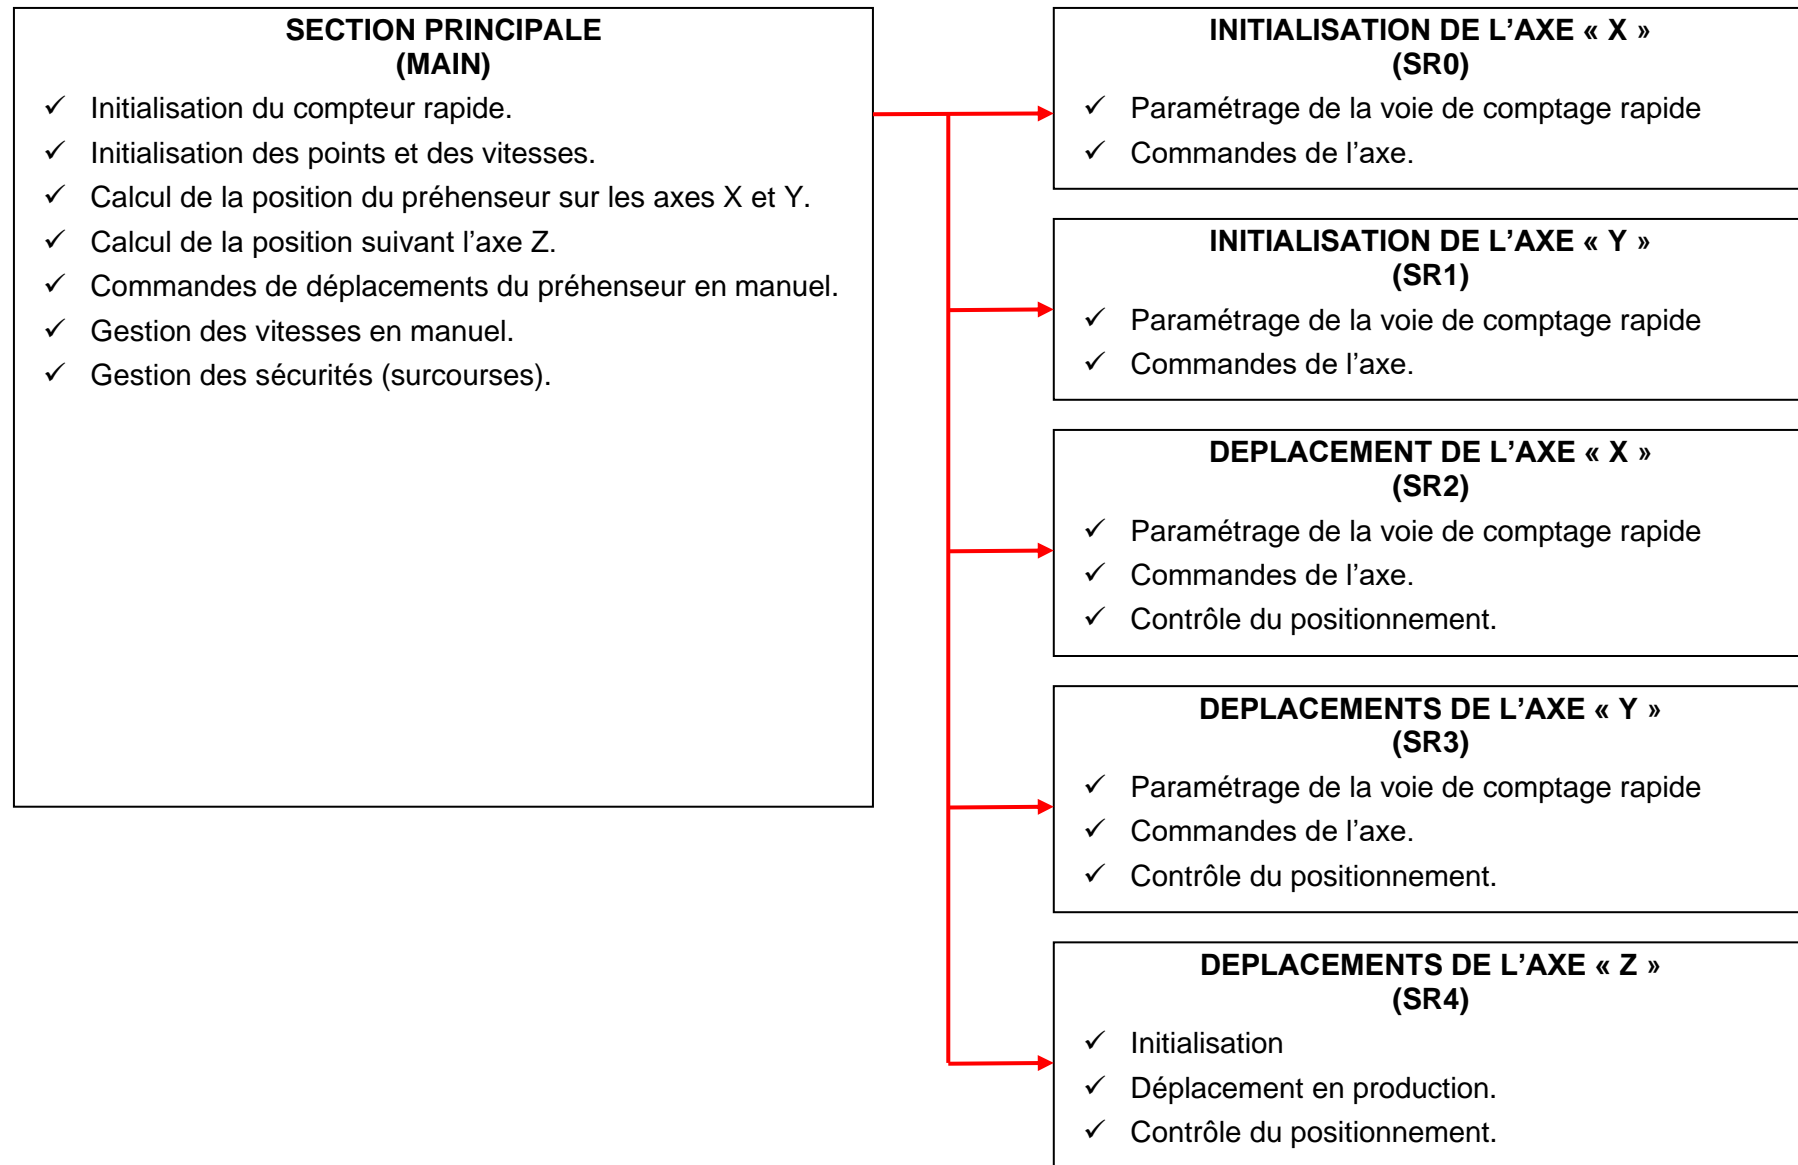 SECTION PRINCIPALE
(MAIN)
✓ Initialisation du compteur rapide.
✓ Initialisation des points et des vitesses.
✓ Calcul de la position du préhenseur sur les axes X et Y.
✓ Calcul de la position suivant l’axe Z.
✓ Commandes de déplacements du préhenseur en manuel.
✓ Gestion des vitesses en manuel.
✓ Gestion des sécurités (surcourses).
INITIALISATION DE L’AXE « X »
(SR0)
✓ Paramétrage de la voie de comptage rapide
✓ Commandes de l’axe.
INITIALISATION DE L’AXE « Y »
(SR1)
✓ Paramétrage de la voie de comptage rapide
✓ Commandes de l’axe.
DEPLACEMENT DE L’AXE « X »
(SR2)
✓ Paramétrage de la voie de comptage rapide
✓ Commandes de l’axe.
✓ Contrôle du positionnement.
DEPLACEMENTS DE L’AXE « Y »
(SR3)
✓ Paramétrage de la voie de comptage rapide
✓ Commandes de l’axe.
✓ Contrôle du positionnement.
DEPLACEMENTS DE L’AXE « Z »
(SR4)
✓ Initialisation
✓ Déplacement en production.
✓ Contrôle du positionnement.